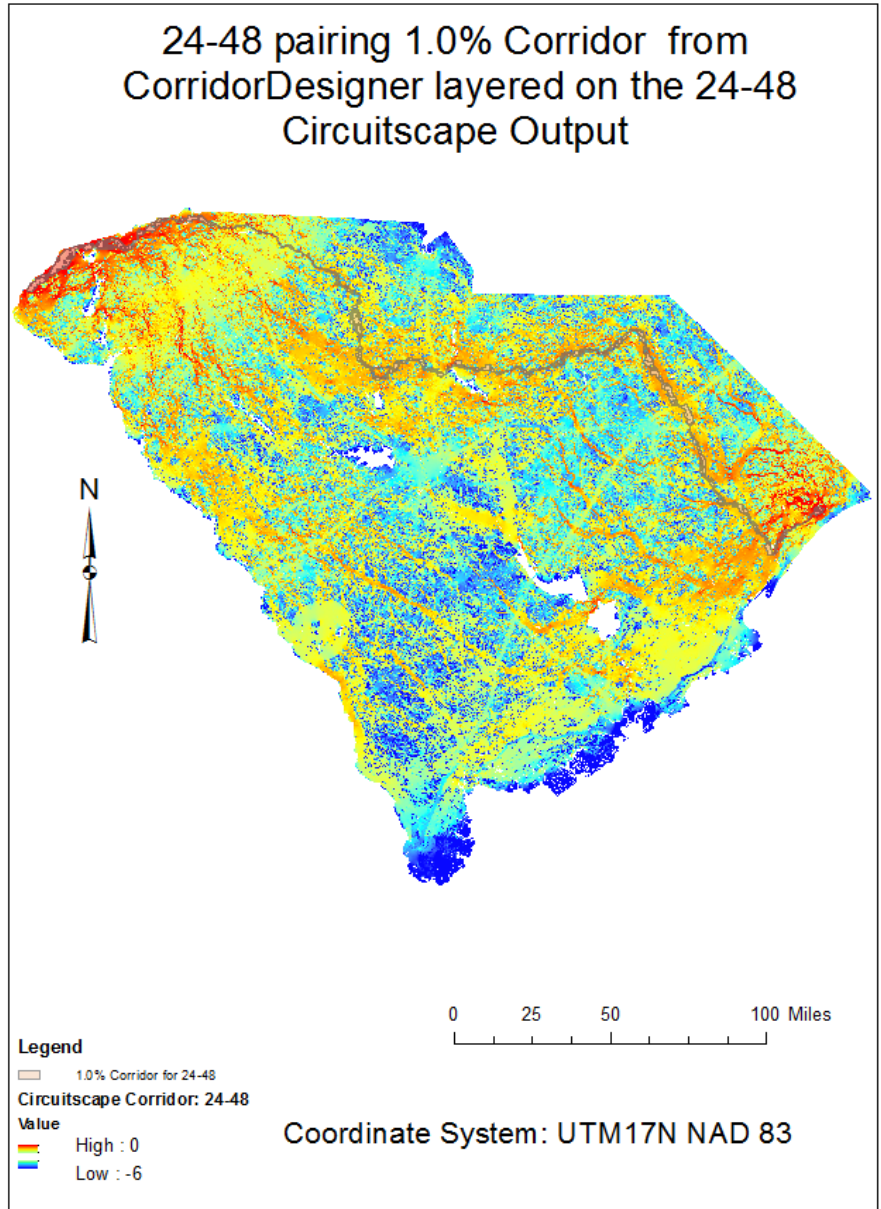 24-48 pairing 1.0% Corridor from
CorridorDesigner layered on the 24-48
Circuitscape Output
N
0 25 50 100 Miles
Legend
1.0% Corridor for 24-48
Circuitscape Corridor: 24-48
Value
High : 0
Low : -6
Coordinate System: UTM17N NAD 83